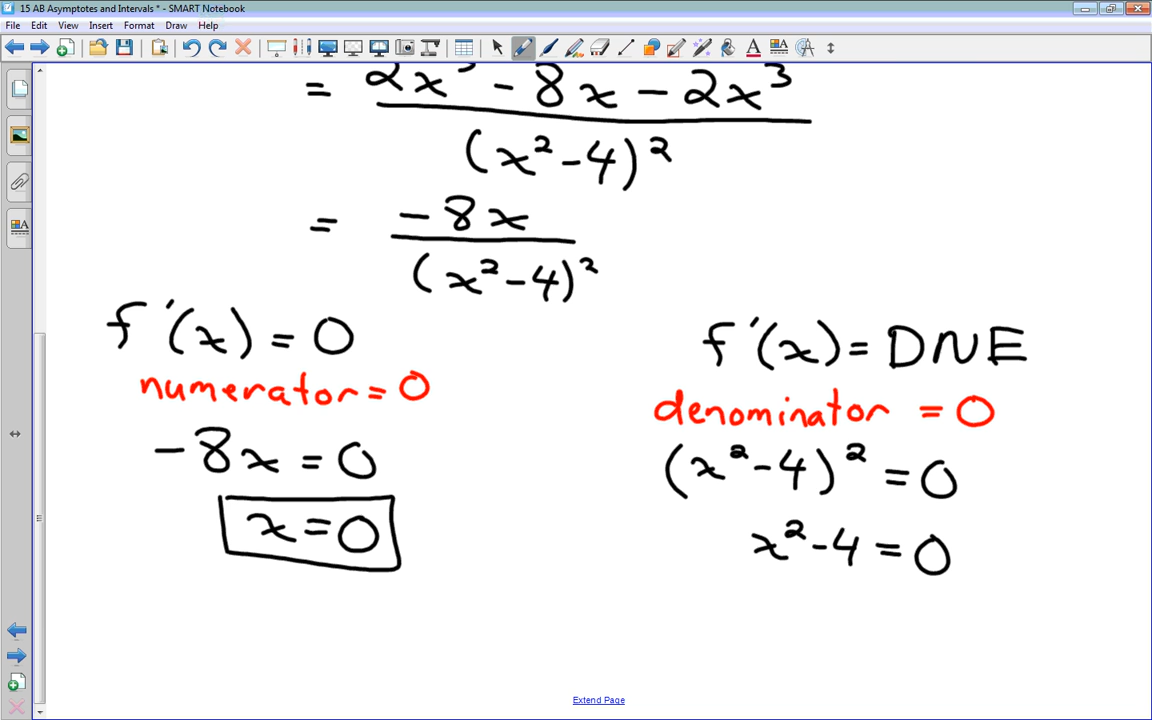 15 AB Asymptotes and Intervals * - SMART Notebook
File Edit View Insert Format Tools Draw Help
= 2x³ - 8x - 2x³
(x² - 4)²
= -8x
(x² - 4)²
f'(x) = 0
numerator = 0
-8x = 0
x = 0
f'(x) = DNE
denominator = 0
(x² - 4)² = 0
x² - 4 = 0
Extend Page